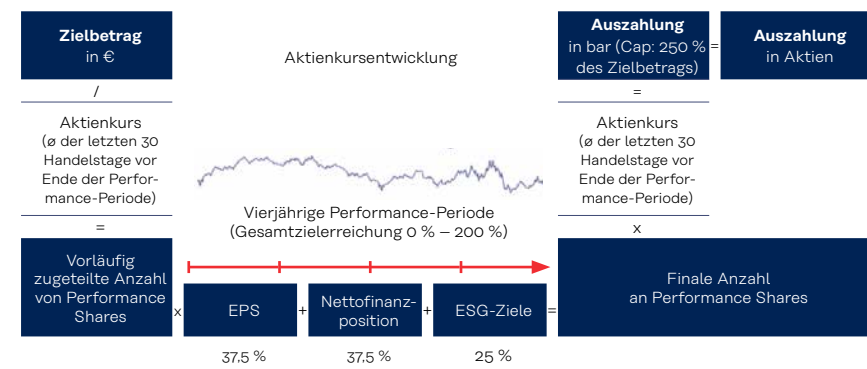 Zielbetrag
in €
/
Aktienkurs
(ø der letzten 30
Handelstage vor
Ende der Perfor-
mance-Periode)
=
Vorläufig
zugeteilte Anzahl
von Performance
Shares
x
Aktienkursentwicklung
Vierjährige Performance-Periode
(Gesamtzielerreichung 0 % – 200 %)
EPS
+
Nettofinanz-
position
+
ESG-Ziele
=
37.5 %
37.5 %
25 %
Auszahlung
in bar (Cap: 250 %
des Zielbetrags)
=
Auszahlung
in Aktien
=
Aktienkurs
(ø der letzten 30
Handelstage vor
Ende der Perfor-
mance-Periode)
x
Finale Anzahl
an Performance Shares